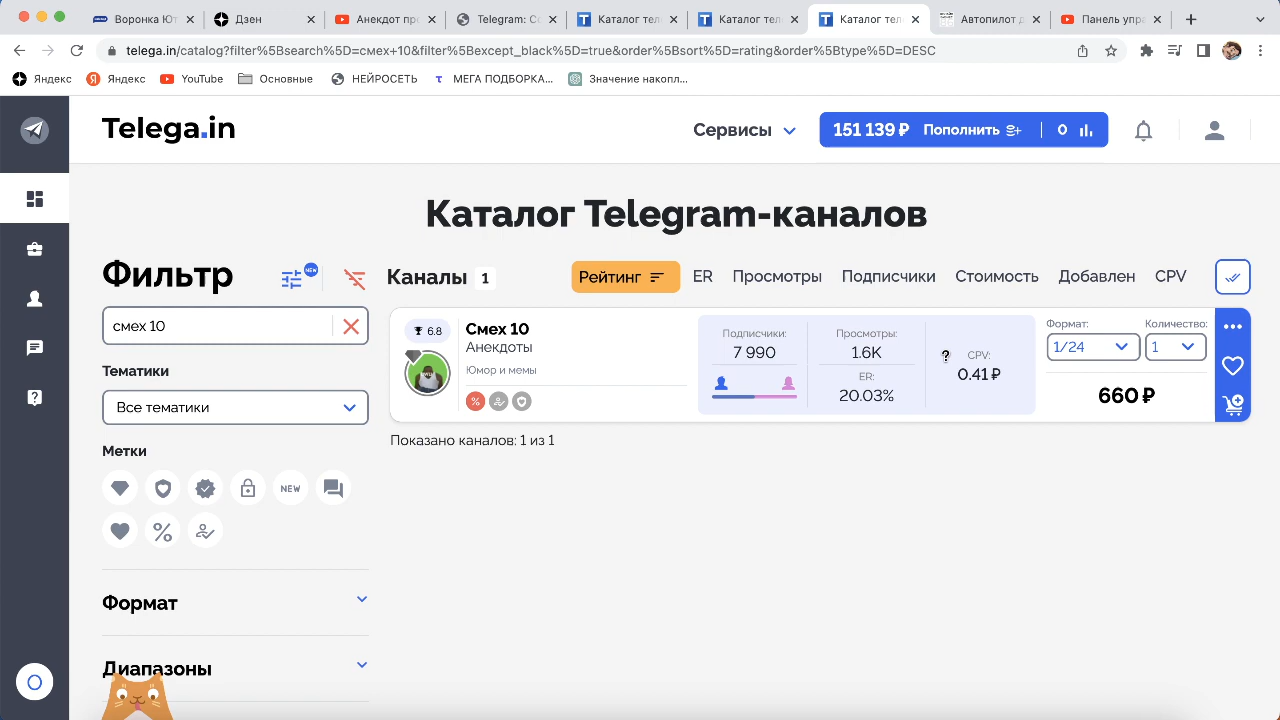 Воронка Ют
Дзен
Анекдот про
Telegram: Co
Каталог тел
Каталог тел
Каталог тел
Автопилот д
Панель упра
telega.in/catalog?filter%5Bsearch%5D=смех+10&filter%5Bexcept_black%5D=true&order%5Bsort%5D=rating&order%5Btype%5D=DESC
Яндекс
Яндекс
YouTube
Основные
НЕЙРОСЕТЬ
МЕГА ПОДБОРКА...
Значение накопл...
Telega.in
Сервисы
151 139 ₽ Пополнить 0
Каталог Telegram-каналов
Фильтр
NEW
Каналы 1
Рейтинг
ER
Просмотры
Подписчики
Стоимость
Добавлен
CPV
смех 10
Тематики
Все тематики
Метки
NEW
Формат
Диапазоны
6.8
Смех 10
Анекдоты
Юмор и мемы
Подписчики:
7 990
Просмотры:
1.6K
ER:
20.03%
CPV:
0.41 ₽
Формат:
Количество:
1/24
1
660 ₽
Показано каналов: 1 из 1
O